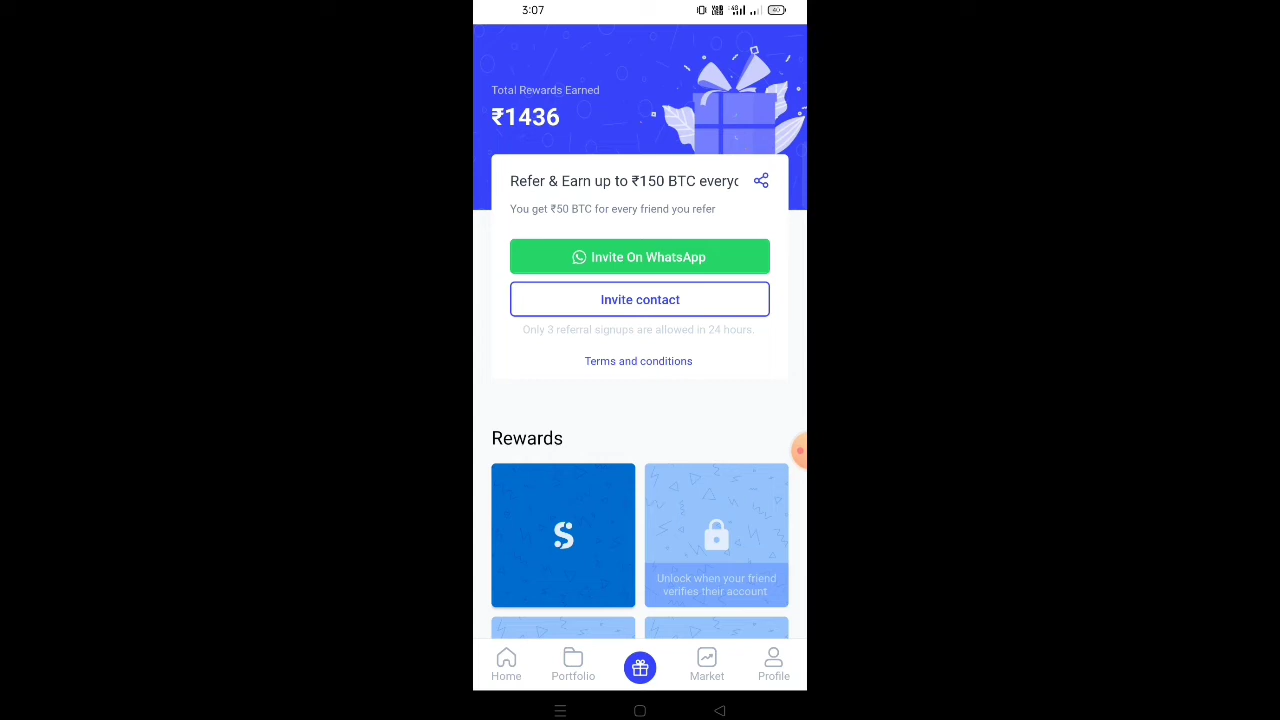 3:07
40
Total Rewards Earned
₹1436
Refer & Earn up to ₹150 BTC everyc
You get ₹50 BTC for every friend you refer
Invite On WhatsApp
Invite contact
Only 3 referral signups are allowed in 24 hours.
Terms and conditions
Rewards
S
Unlock when your friend
verifies their account
Home Portfolio Market Profile